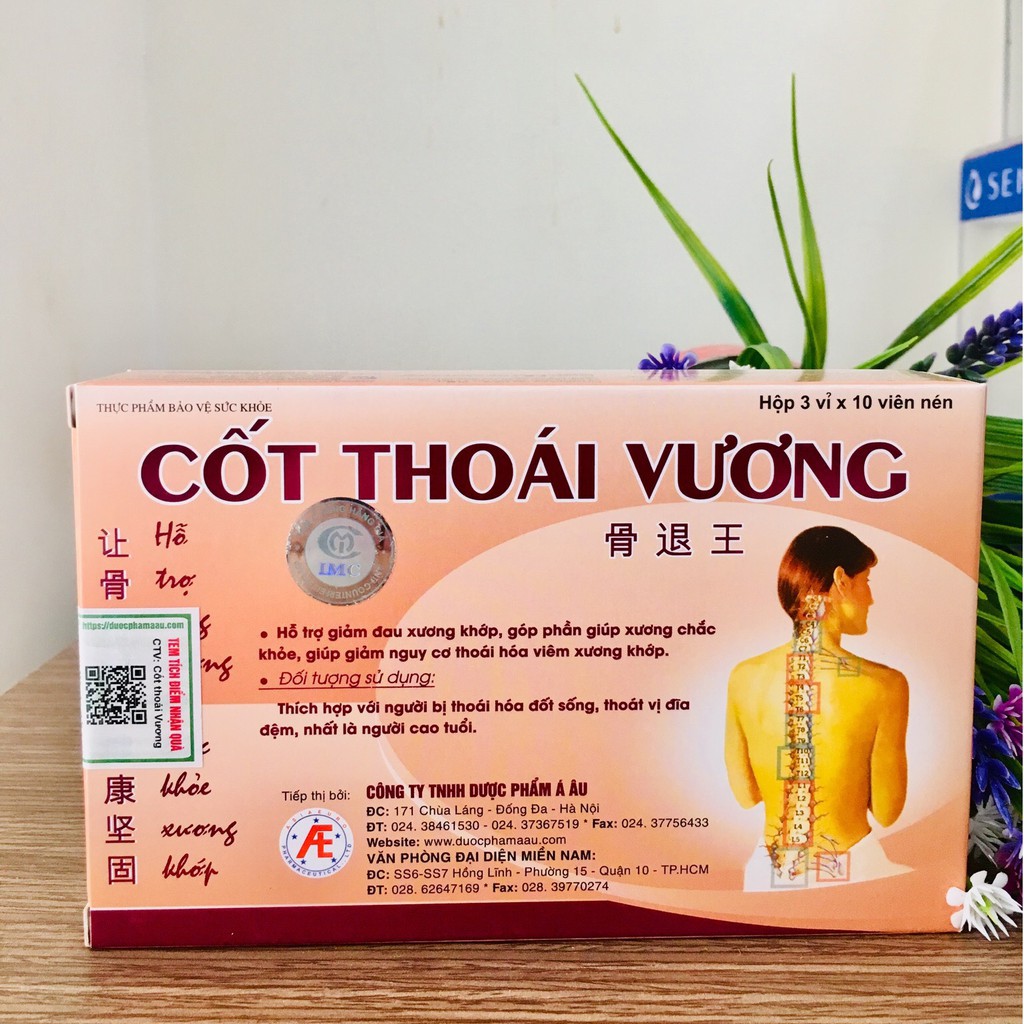 THỰC PHẨM BẢO VỆ SỨC KHỎE
Hộp 3 vỉ x 10 viên nén
CỐT THOÁI VƯƠNG
骨退王
让
骨
康
坚
固
Hỗ
trợ
khỏe
xương
khớp
IMC
• Hỗ trợ giảm đau xương khớp, góp phần giúp xương chắc
khỏe, giúp giảm nguy cơ thoái hóa viêm xương khớp.
• Đối tượng sử dụng:
Thích hợp với người bị thoái hóa đốt sống, thoát vị đĩa
đệm, nhất là người cao tuổi.
https://duocphamaau.com
TEM TÍCH ĐIỂM NHẬN QUÀ
CTV: Cốt thoái Vương
Tiếp thị bởi:
CÔNG TY TNHH DƯỢC PHẨM Á ÂU
ĐC: 171 Chùa Láng - Đống Đa - Hà Nội
ĐT: 024. 38461530 - 024. 37367519 * Fax: 024. 37756433
Website: www.duocphamaau.com
VĂN PHÒNG ĐẠI DIỆN MIỀN NAM:
ĐC: SS6-SS7 Hồng Lĩnh - Phường 15 - Quận 10 - TP.HCM
ĐT: 028. 62647169 * Fax: 028. 39770274
AE